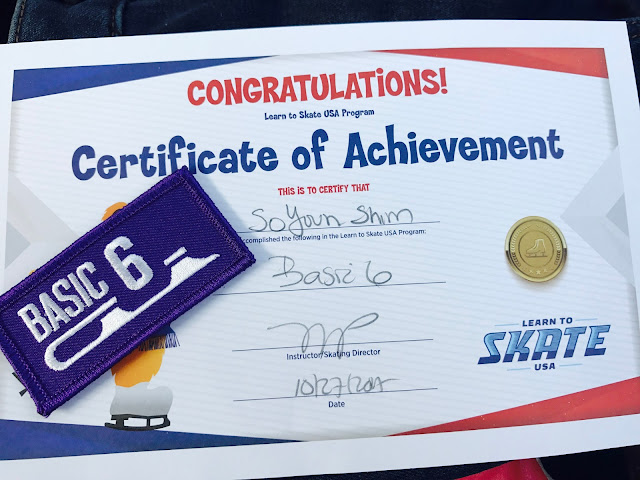 CONGRATULATIONS!
Learn to Skate USA Program
Certificate of Achievement
THIS IS TO CERTIFY THAT
SoYoun Shim
accomplished the following in the Learn to Skate USA Program:
Basic 6
BASIC 6
Instructor/Skating Director
Date
LEARN TO
SKATE
USA